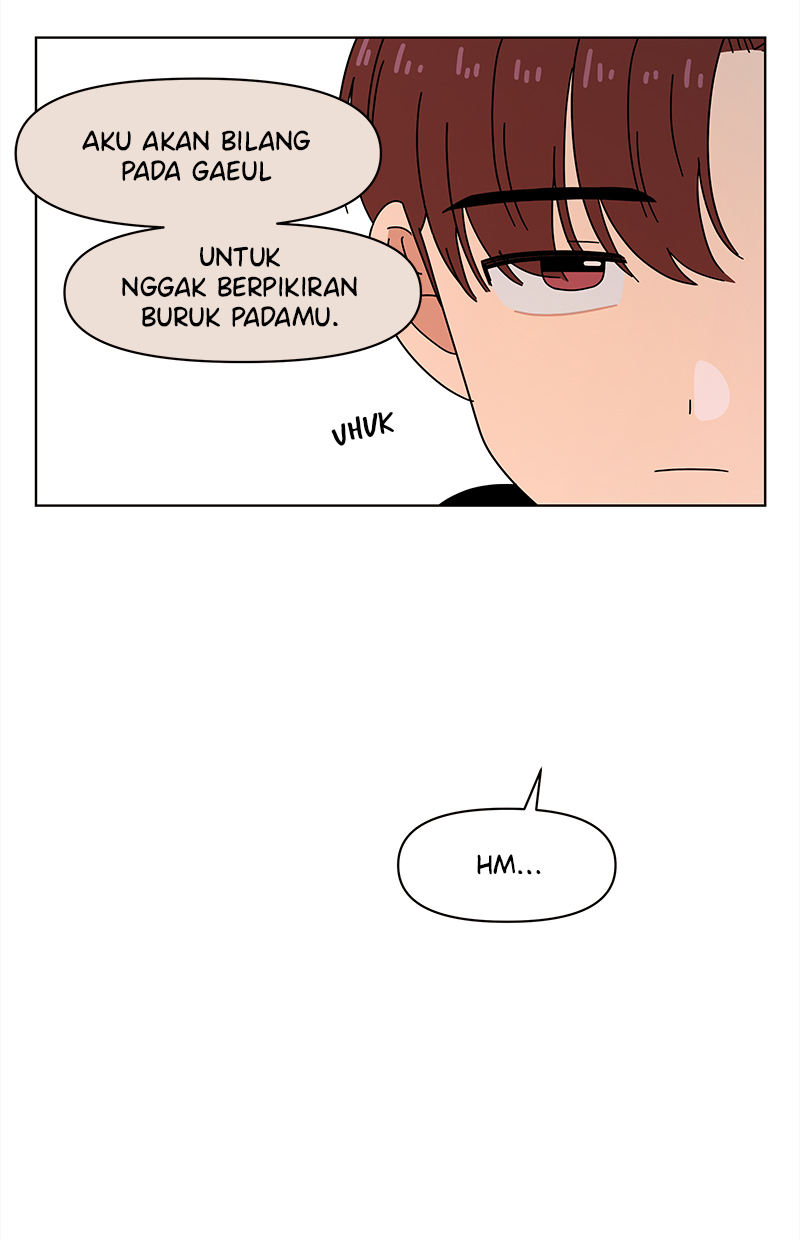 AKU AKAN BILANG
PADA GAEUL
UNTUK
NGGAK BERPIKIRAN
BURUK PADAMU.
UHUK
HM...